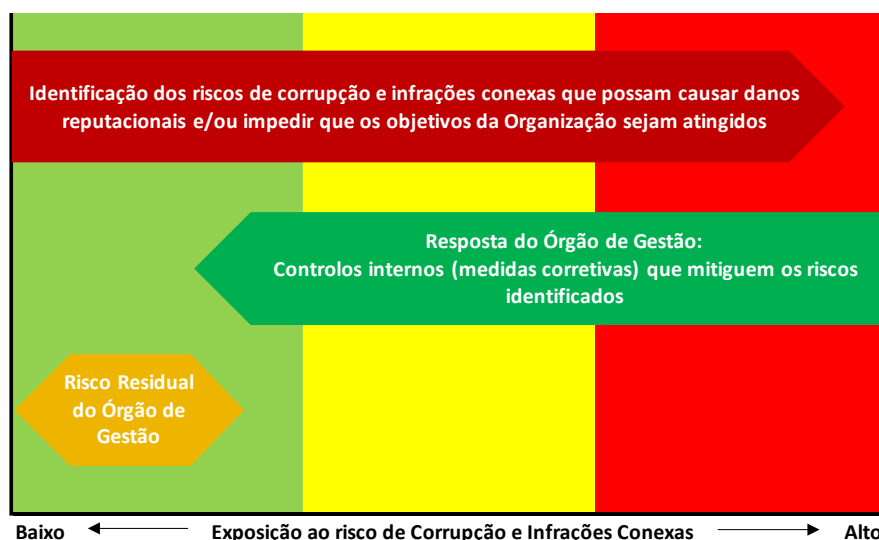 Identificação dos riscos de corrupção e infrações conexas que possam causar danos
reputacionais e/ou impedir que os objetivos da Organização sejam atingidos
Resposta do Órgão de Gestão:
Controlos internos (medidas corretivas) que mitiguem os riscos
identificados
Risco Residual
do Órgão de
Gestão
Baixo Exposição ao risco de Corrupção e Infrações Conexas Alto